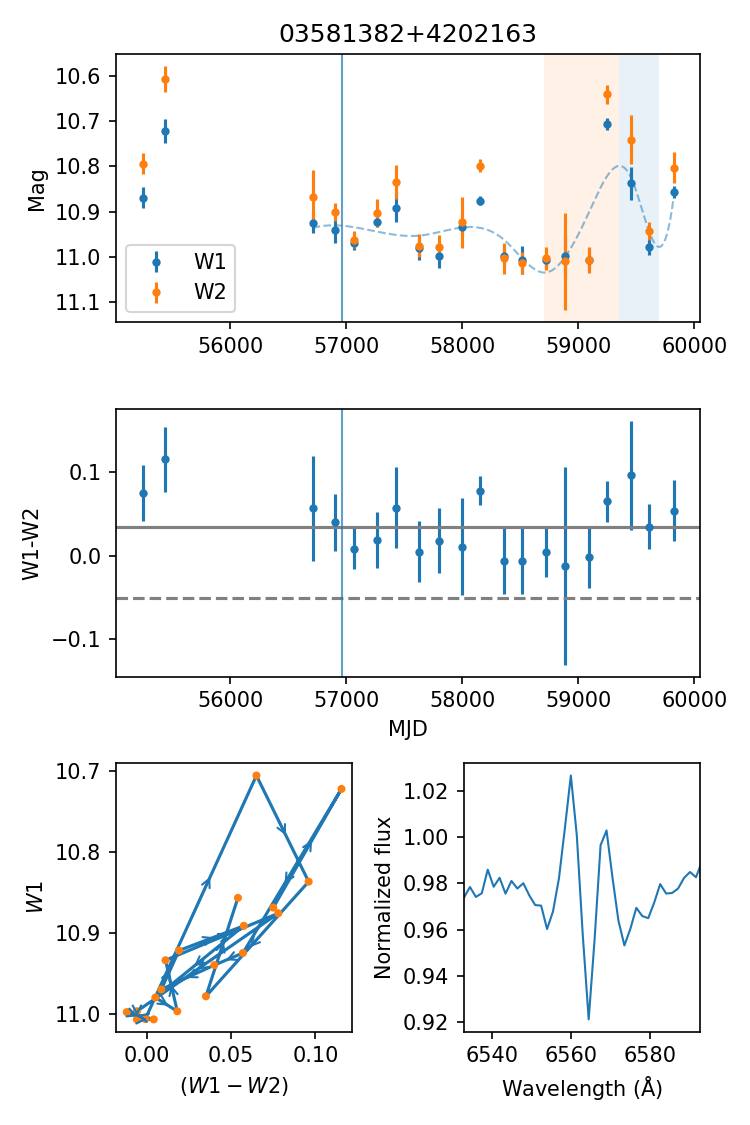 03581382+4202163
10.6
10.7
10.8
10.9
11.0
11.1
Mag
W1
W2
56000 57000 58000 59000 60000
0.1
0.0
−0.1
W1-W2
56000 57000 58000 59000 60000
MJD
10.7
10.8
10.9
11.0
W1
0.00 0.05 0.10
(W1 − W2)
1.02
1.00
0.98
0.96
0.94
0.92
Normalized flux
6540 6560 6580
Wavelength (Å)